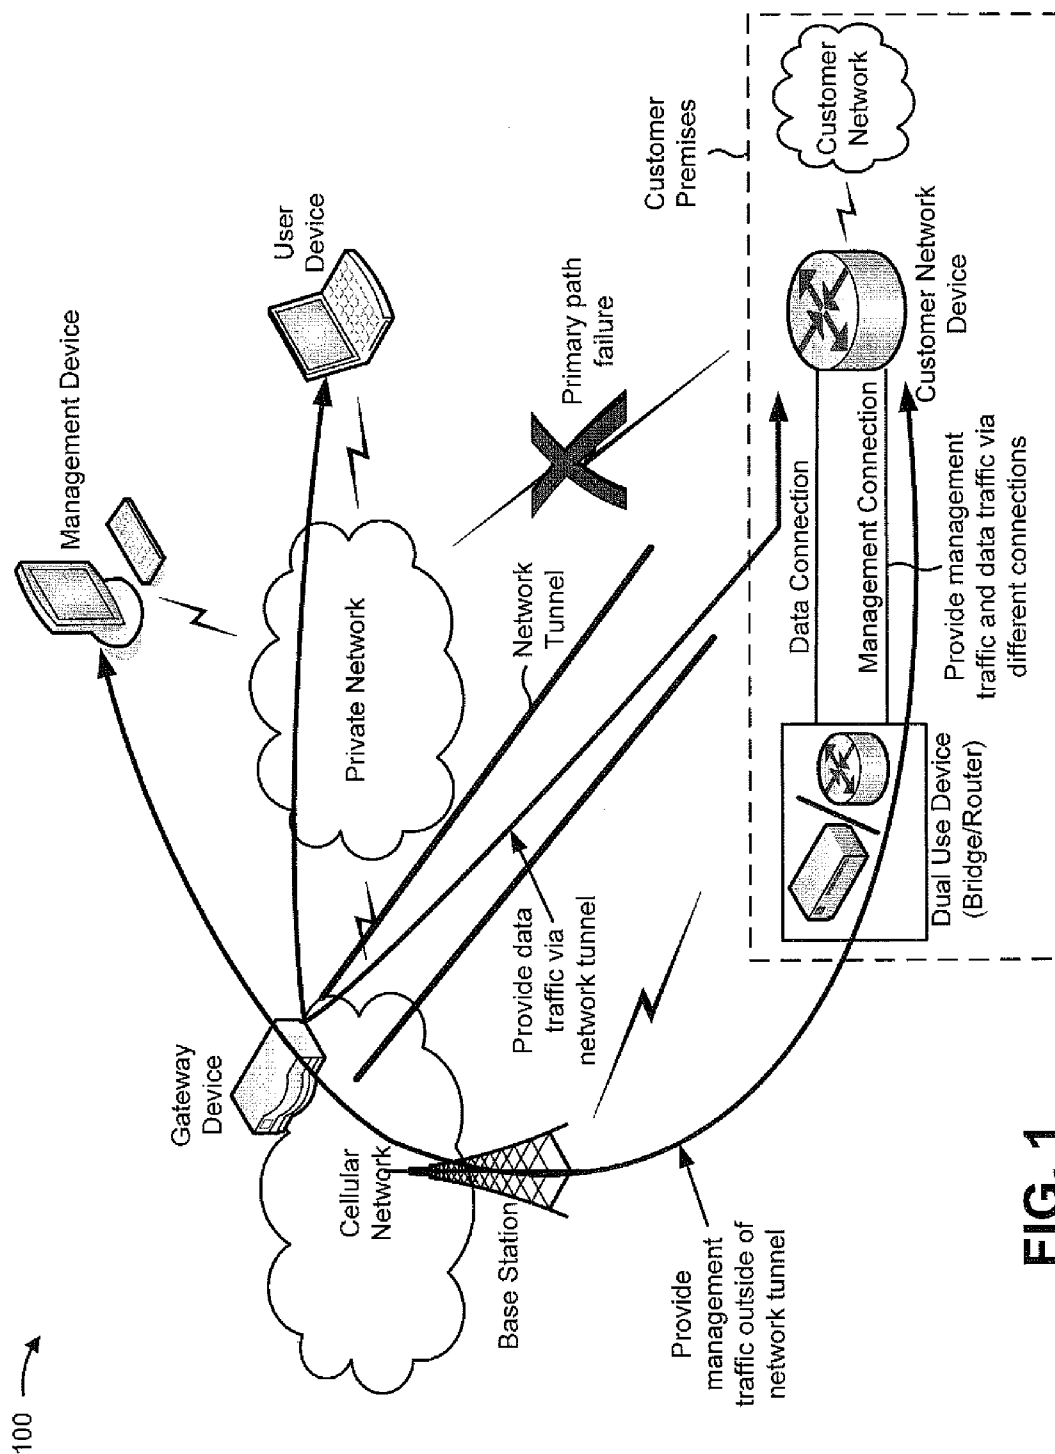 100
Management Device
User
Device
Gateway
Device
Private Network
Cellular
Network
Base Station
Network
Tunnel
Primary path
failure
Customer
Premises
Provide data
traffic via
network tunnel
Provide
management
traffic outside of
network tunnel
Data Connection
Management Connection
Customer
Network
Customer Network
Device
Provide management
traffic and data traffic via
different connections
Dual Use Device
(Bridge/Router)
FIG. 1